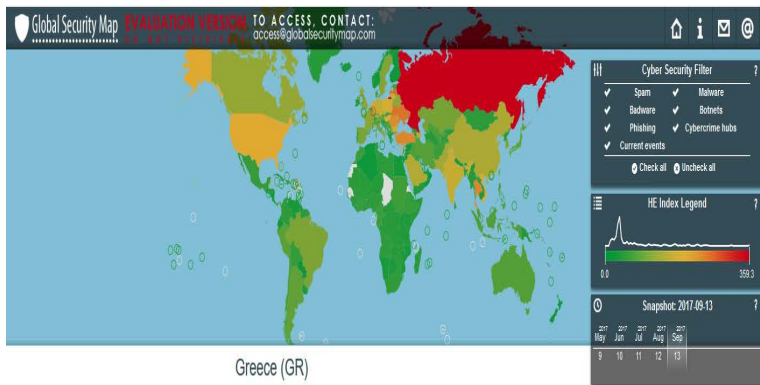 Global Security Map EVALUATION VERSION. TO ACCESS, CONTACT:
access@globalsecuritymap.com
Cyber Security Filter ?
Spam Malware
Badware Botnets
Phishing Cybercrime hubs
Current events
Check all Uncheck all
HE Index Legend ?
0.0 359.3
Snapshot: 2017-09-13 ?
2017 2017 2017 2017 2017
May Jun Jul Aug Sep
9 10 11 12 13
Greece (GR)